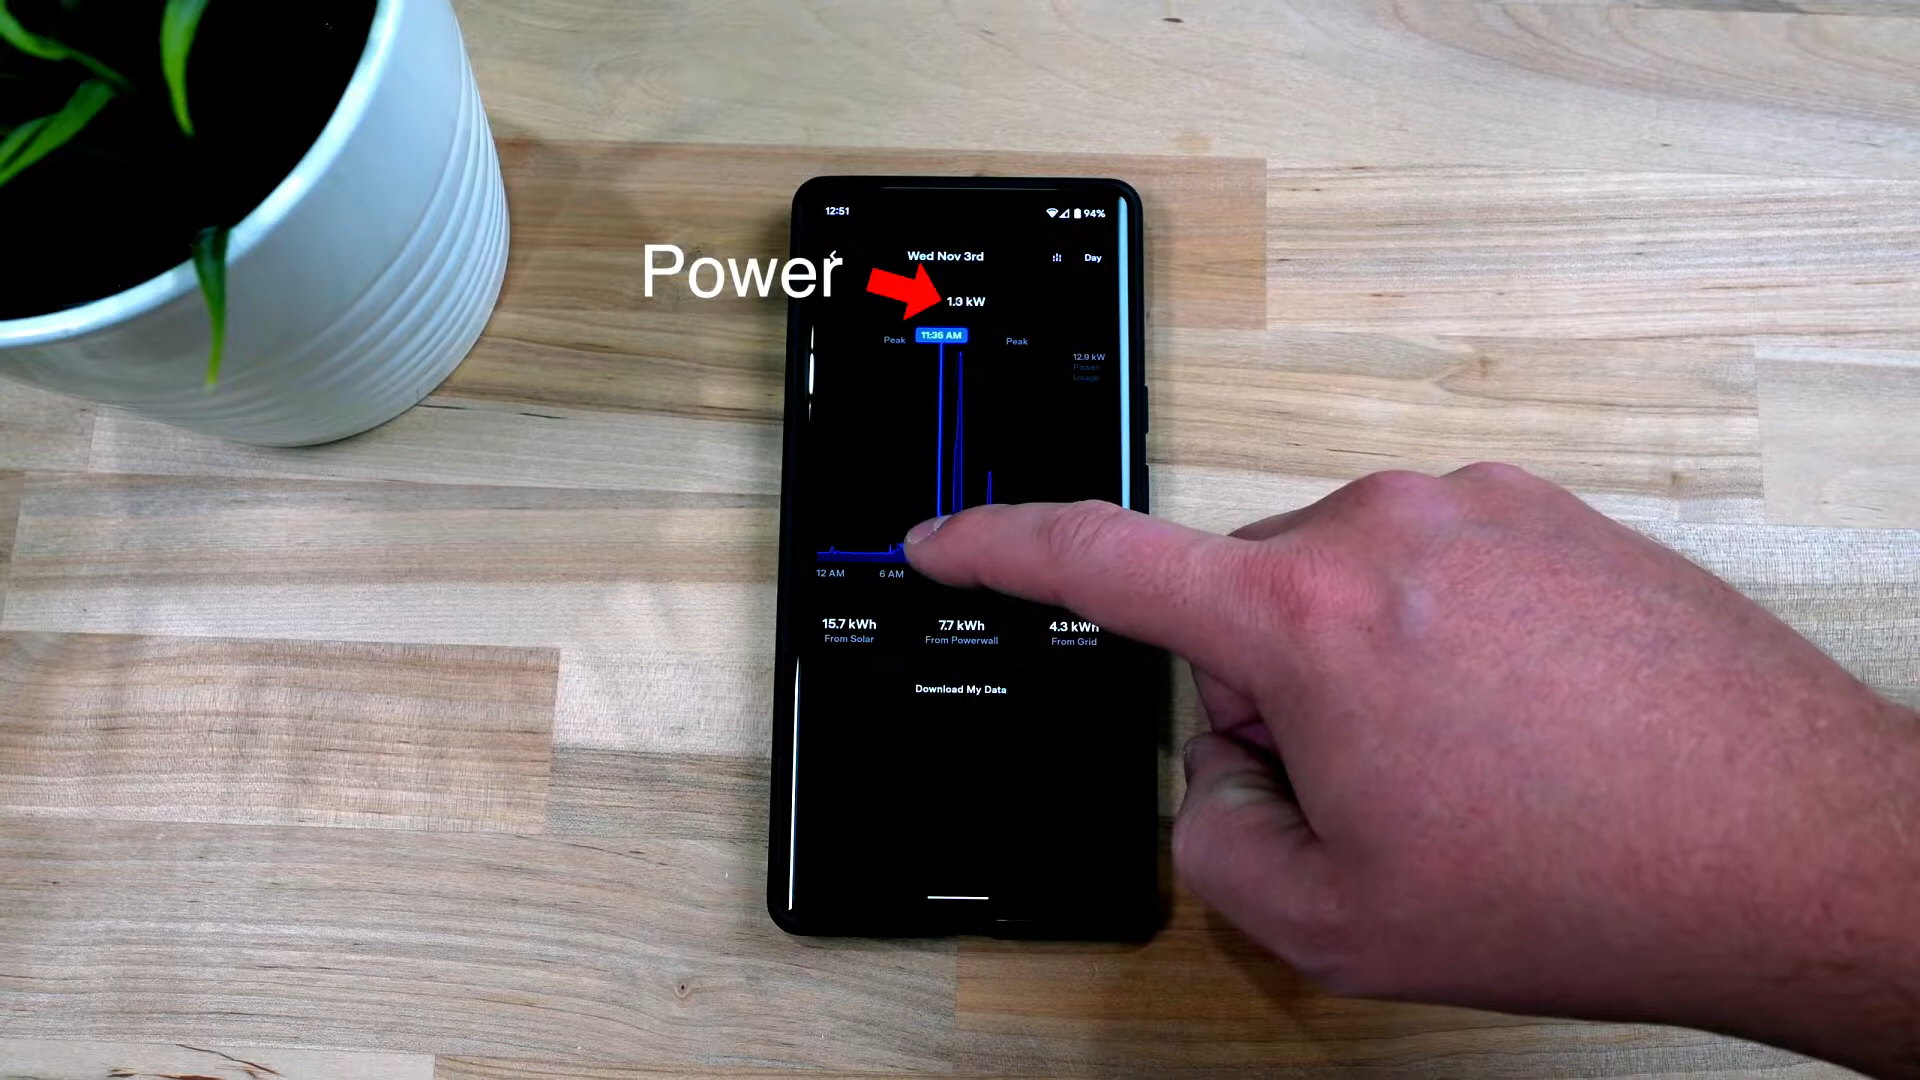 12:51
94%
Wed Nov 3rd
Day
Power
1.3 kW
11:36 AM
Peak
Peak
12.9 kW
Power
Usage
12 AM
6 AM
15.7 kWh
7.7 kWh
4.3 kWh
From Solar
From Powerwall
From Grid
Download My Data